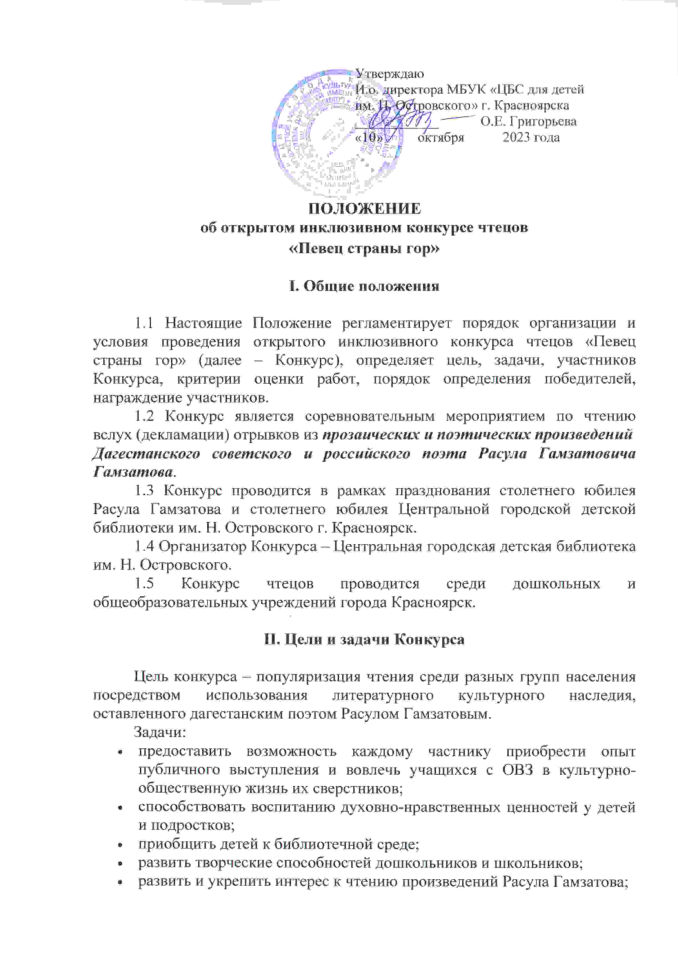 Утверждаю
И.о. директора МБУК «ЦБС для детей
им. Н. Островского» г. Красноярска
О.Е. Григорьева
«10» октября 2023 года
ПОЛОЖЕНИЕ
об открытом инклюзивном конкурсе чтецов
«Певец страны гор»
I. Общие положения
1.1 Настоящие Положение регламентирует порядок организации и
условия проведения открытого инклюзивного конкурса чтецов «Певец
страны гор» (далее – Конкурс), определяет цель, задачи, участников
Конкурса, критерии оценки работ, порядок определения победителей,
награждение участников.
1.2 Конкурс является соревновательным мероприятием по чтению
вслух (декламации) отрывков из прозаических и поэтических произведений
Дагестанского советского и российского поэта Расула Гамзатовича
Гамзатова.
1.3 Конкурс проводится в рамках празднования столетнего юбилея
Расула Гамзатова и столетнего юбилея Центральной городской детской
библиотеки им. Н. Островского г. Красноярск.
1.4 Организатор Конкурса – Центральная городская детская библиотека
им. Н. Островского.
1.5 Конкурс чтецов проводится среди дошкольных и
общеобразовательных учреждений города Красноярск.
II. Цели и задачи Конкурса
Цель конкурса – популяризация чтения среди разных групп населения
посредством использования литературного культурного наследия,
оставленного дагестанским поэтом Расулом Гамзатовым.
Задачи:
• предоставить возможность каждому частнику приобрести опыт
публичного выступления и вовлечь учащихся с ОВЗ в культурно-
общественную жизнь их сверстников;
• способствовать воспитанию духовно-нравственных ценностей у детей
и подростков;
• приобщить детей к библиотечной среде;
• развить творческие способностей дошкольников и школьников;
• развить и укрепить интерес к чтению произведений Расула Гамзатова;